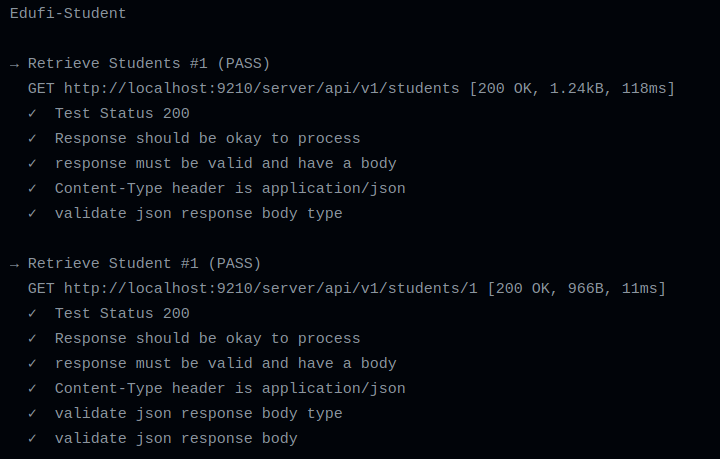 Edufi-Student
→ Retrieve Students #1 (PASS)
GET http://localhost:9210/server/api/v1/students [200 OK, 1.24kB, 118ms]
✓ Test Status 200
✓ Response should be okay to process
✓ response must be valid and have a body
✓ Content-Type header is application/json
✓ validate json response body type
→ Retrieve Student #1 (PASS)
GET http://localhost:9210/server/api/v1/students/1 [200 OK, 966B, 11ms]
✓ Test Status 200
✓ Response should be okay to process
✓ response must be valid and have a body
✓ Content-Type header is application/json
✓ validate json response body type
✓ validate json response body